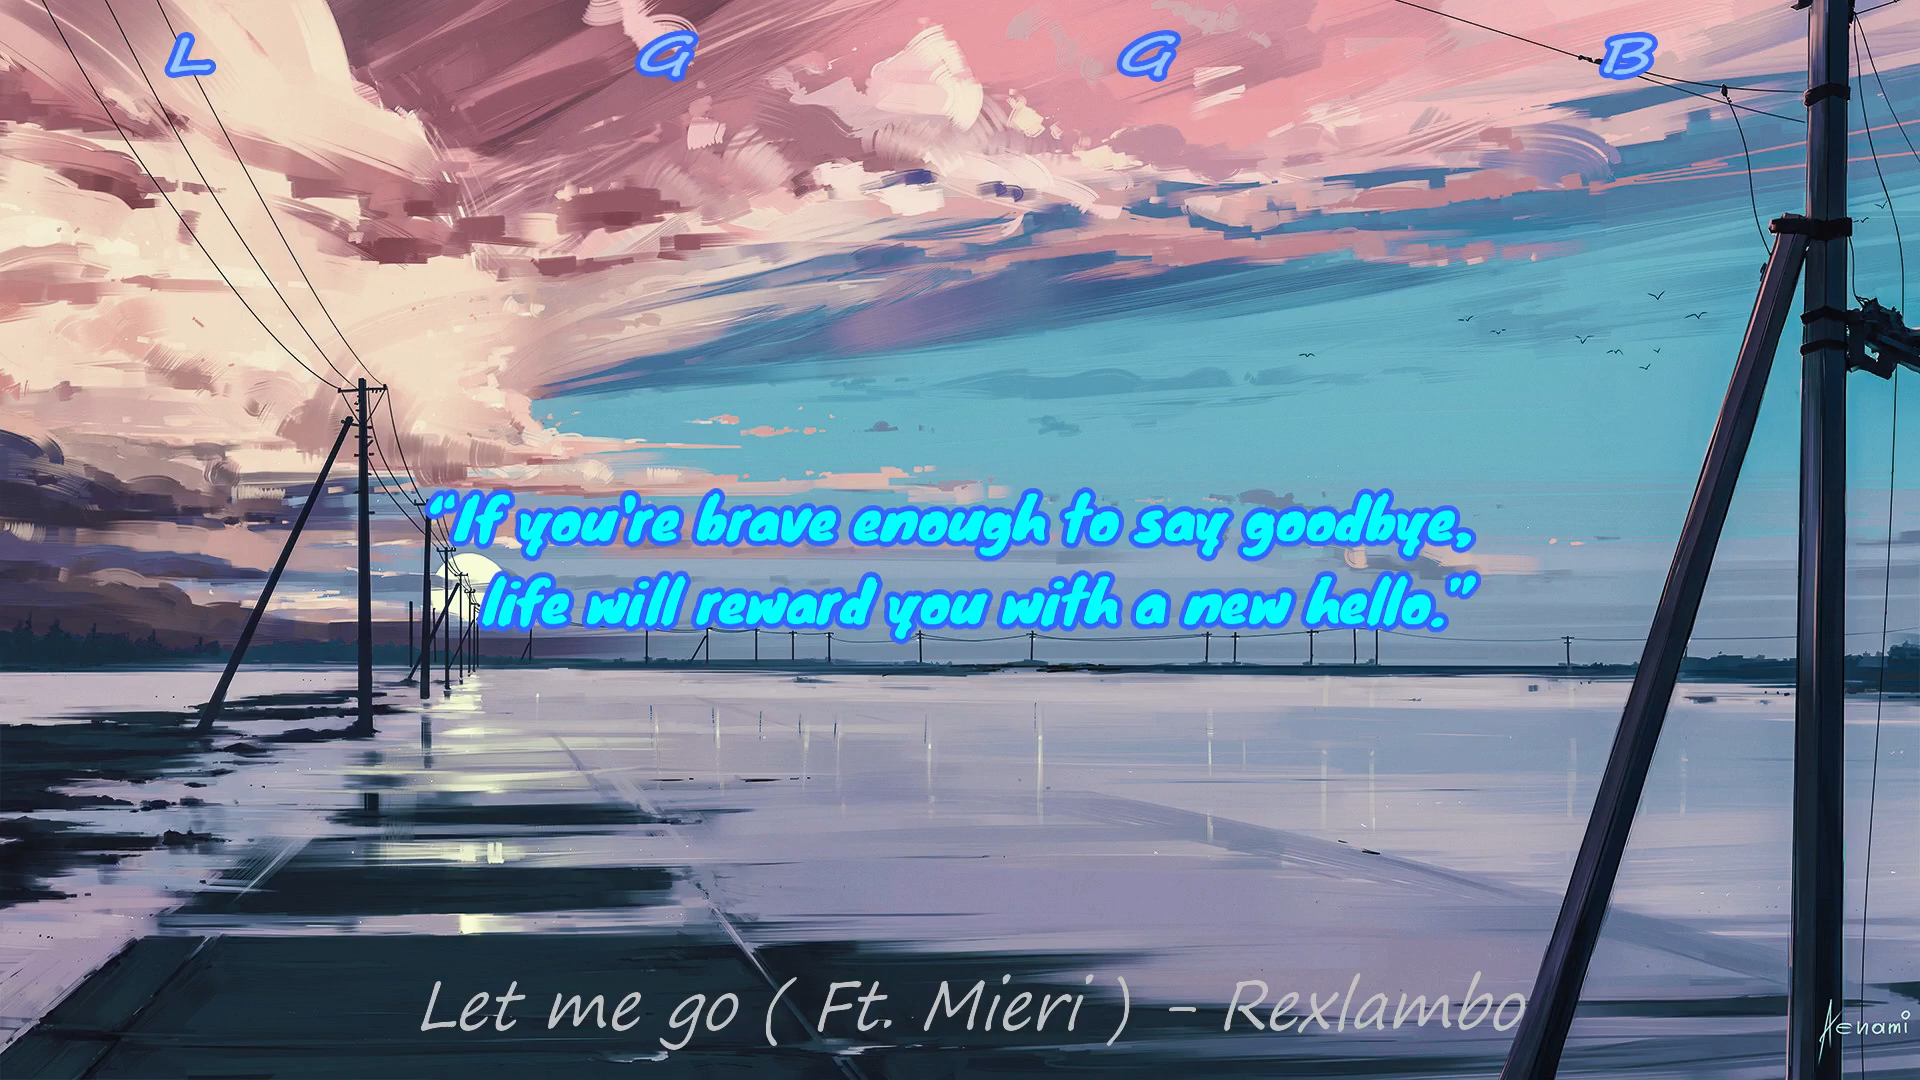 L G G B
“If you're brave enough to say goodbye,
life will reward you with a new hello.”
Let me go ( Ft. Mieri ) - Rexlambo
Aenami